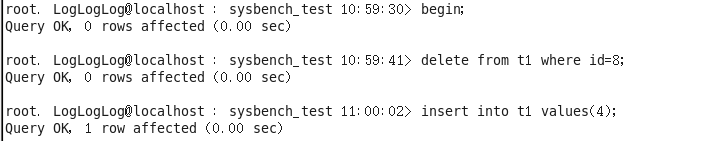 root. LogLogLog@localhost : sysbench_test 10:59:30> begin;
Query OK, 0 rows affected (0.00 sec)
root. LogLogLog@localhost : sysbench_test 10:59:41> delete from t1 where id=8;
Query OK, 0 rows affected (0.00 sec)
root. LogLogLog@localhost : sysbench_test 11:00:02> insert into t1 values(4);
Query OK, 1 row affected (0.00 sec)